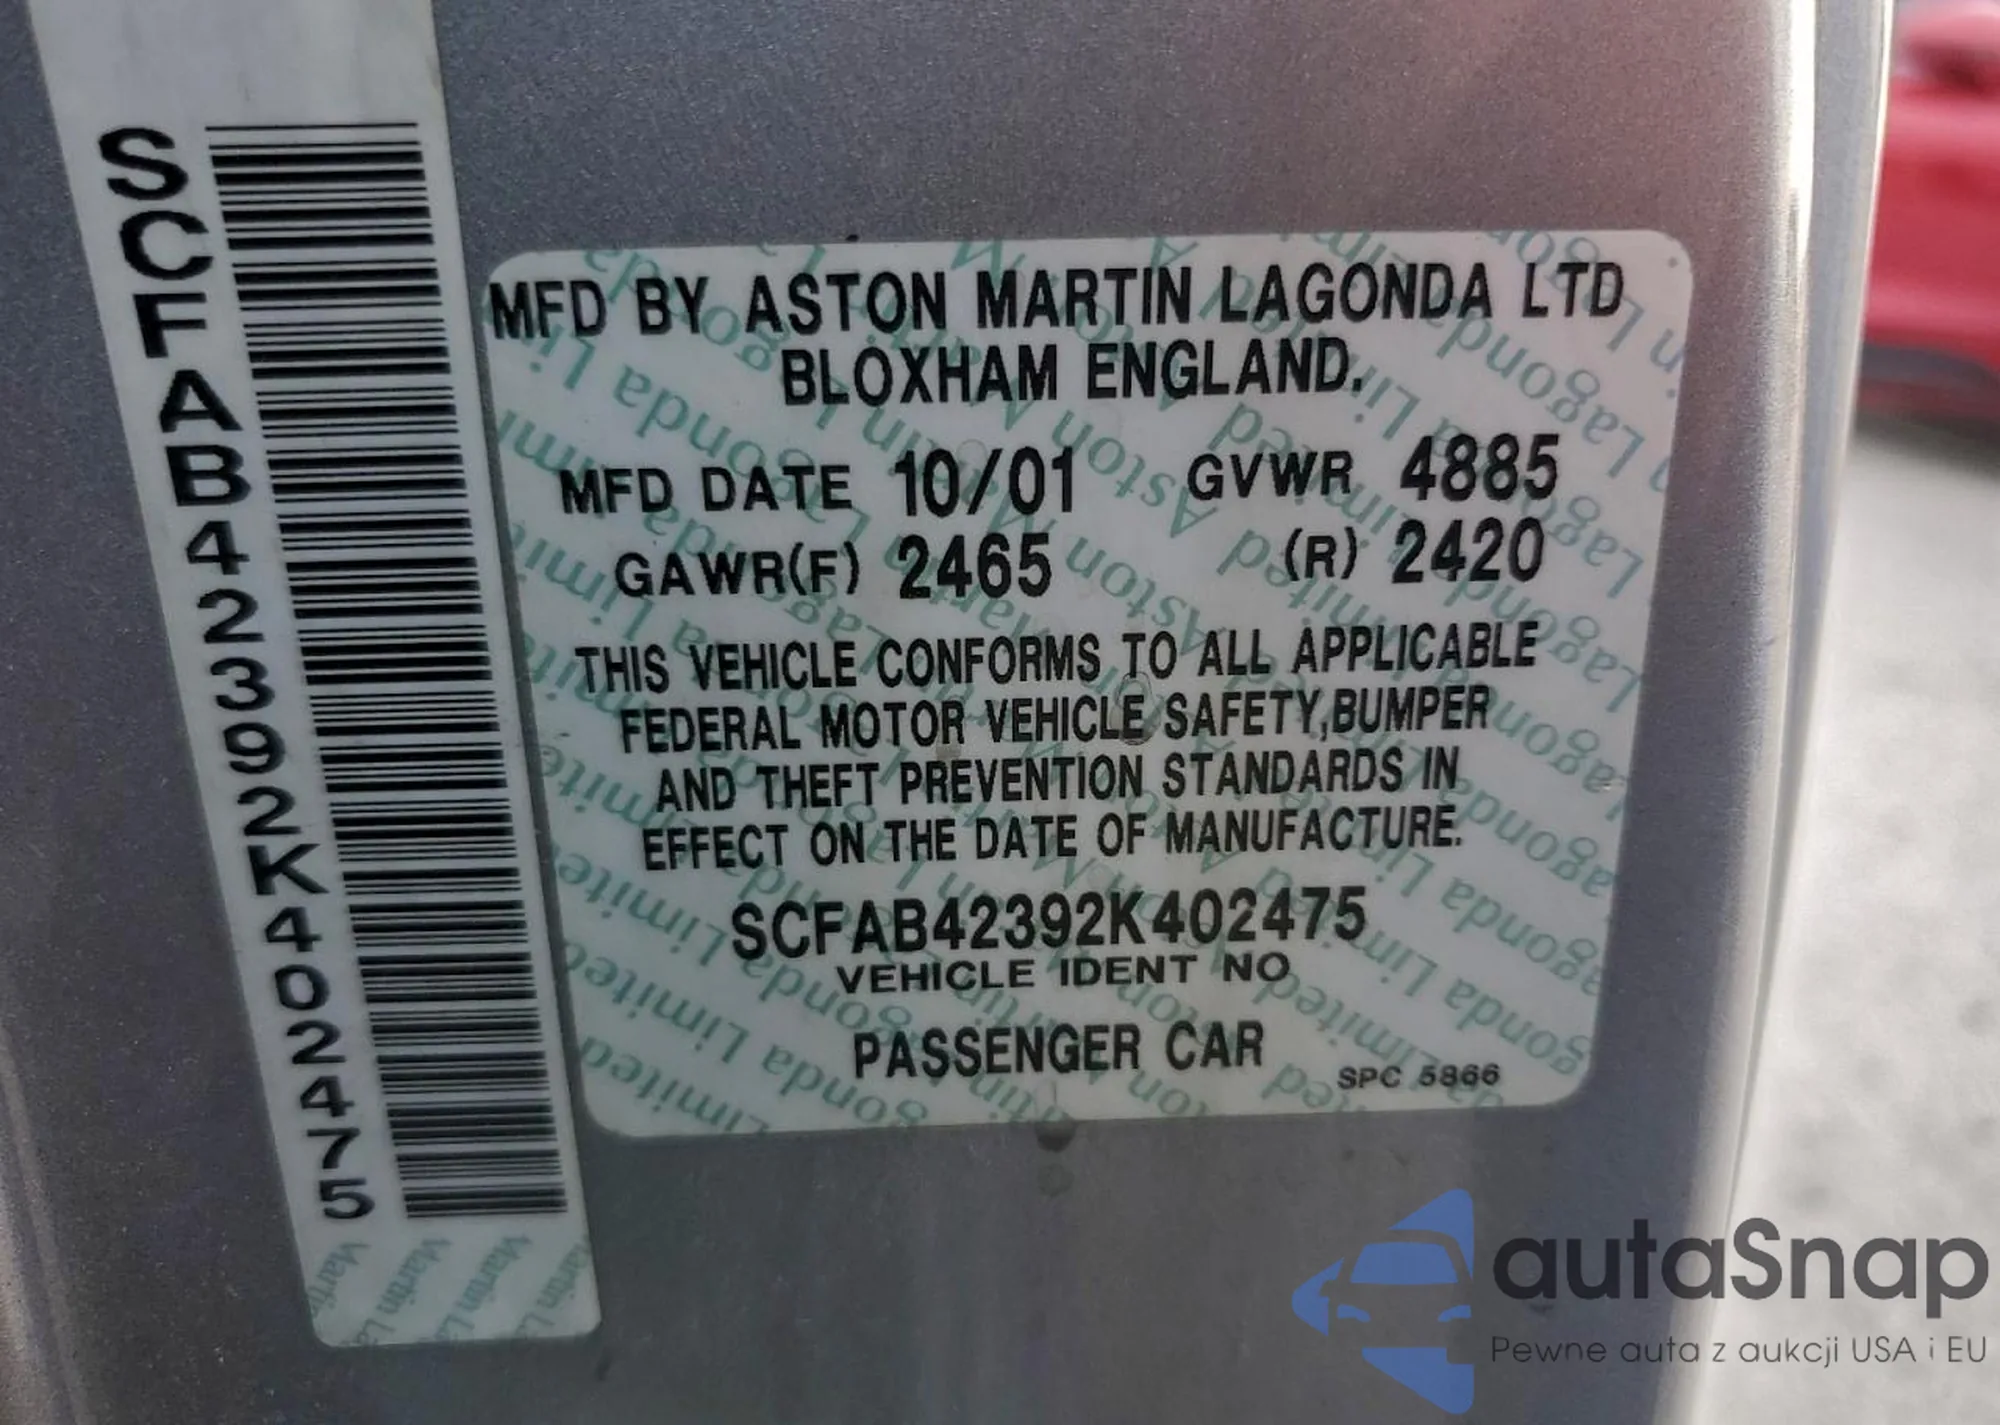 SCFAB42392K402475
MFD BY ASTON MARTIN LAGONDA LTD
BLOXHAM ENGLAND.
MFD DATE 10/01 GVWR 4885
GAWR(F) 2465 (R) 2420
THIS VEHICLE CONFORMS TO ALL APPLICABLE
FEDERAL MOTOR VEHICLE SAFETY,BUMPER
AND THEFT PREVENTION STANDARDS IN
EFFECT ON THE DATE OF MANUFACTURE.
SCFAB42392K402475
VEHICLE IDENT NO
PASSENGER CAR
SPC 5866
autaSnap
Pewne auta z aukcji USA i EU